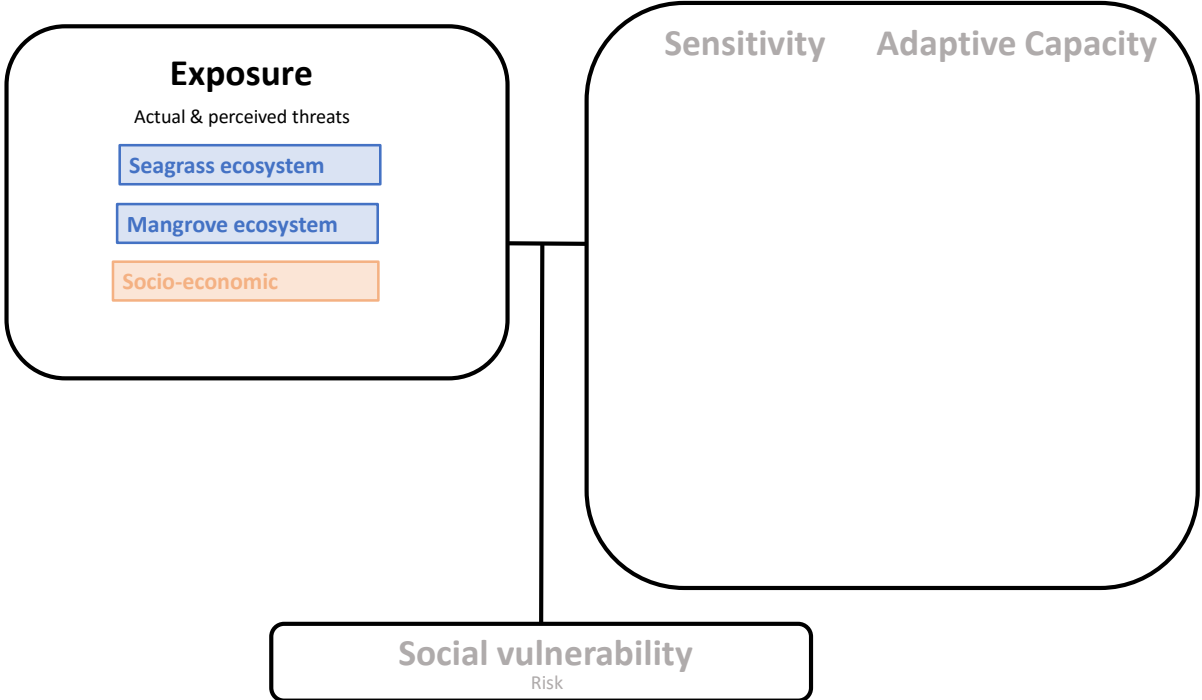 Exposure
Actual & perceived threats
Seagrass ecosystem
Mangrove ecosystem
Socio-economic
Sensitivity Adaptive Capacity
Social vulnerability
Risk